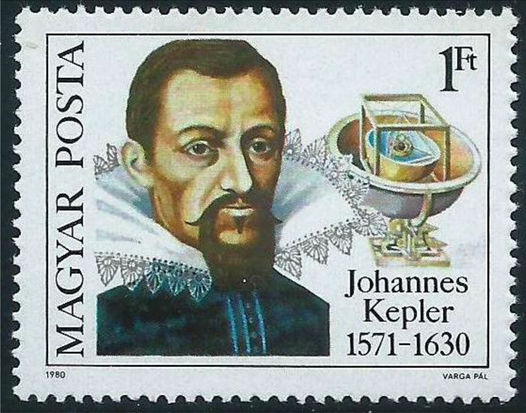 MAGYAR POSTA
1Ft
Johannes
Kepler
1571-1630
1980
VARGA PÁL